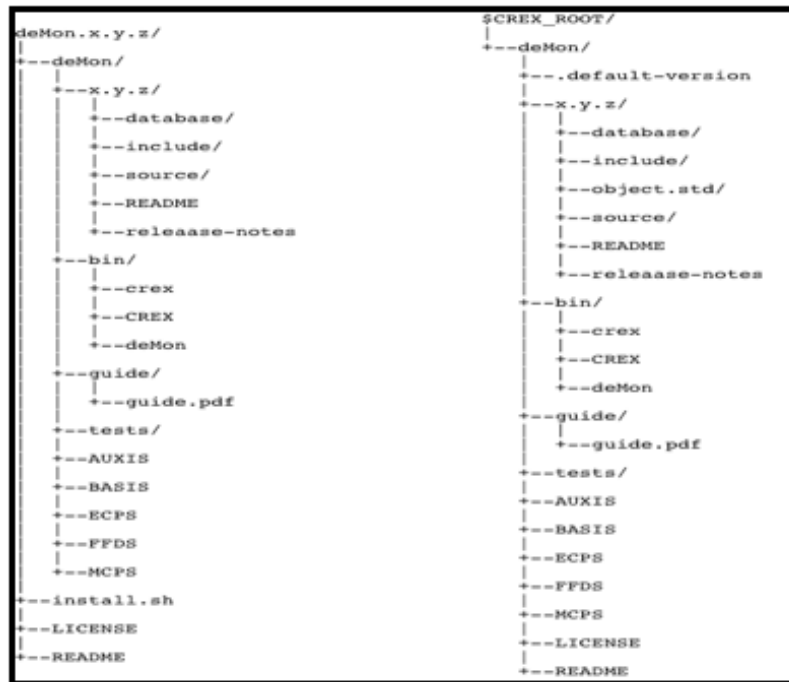 deMon.x.y.z/
+--deMon/
+--x.y.z/
+--database/
+--include/
+--source/
+--README
+--releaase-notes
+--bin/
+--crex
+--CREX
+--deMon
+--guide/
+--guide.pdf
+--tests/
+--AUXIS
+--BASIS
+--ECPS
+--FFDS
+--MCPS
+--install.sh
+--LICENSE
+--README
$CREX_ROOT/
+--deMon/
+--.default-version
+--x.y.z/
+--database/
+--include/
+--object.std/
+--source/
+--README
+--releaase-notes
+--bin/
+--crex
+--CREX
+--deMon
+--guide/
+--guide.pdf
+--tests/
+--AUXIS
+--BASIS
+--ECPS
+--FFDS
+--MCPS
+--LICENSE
+--README